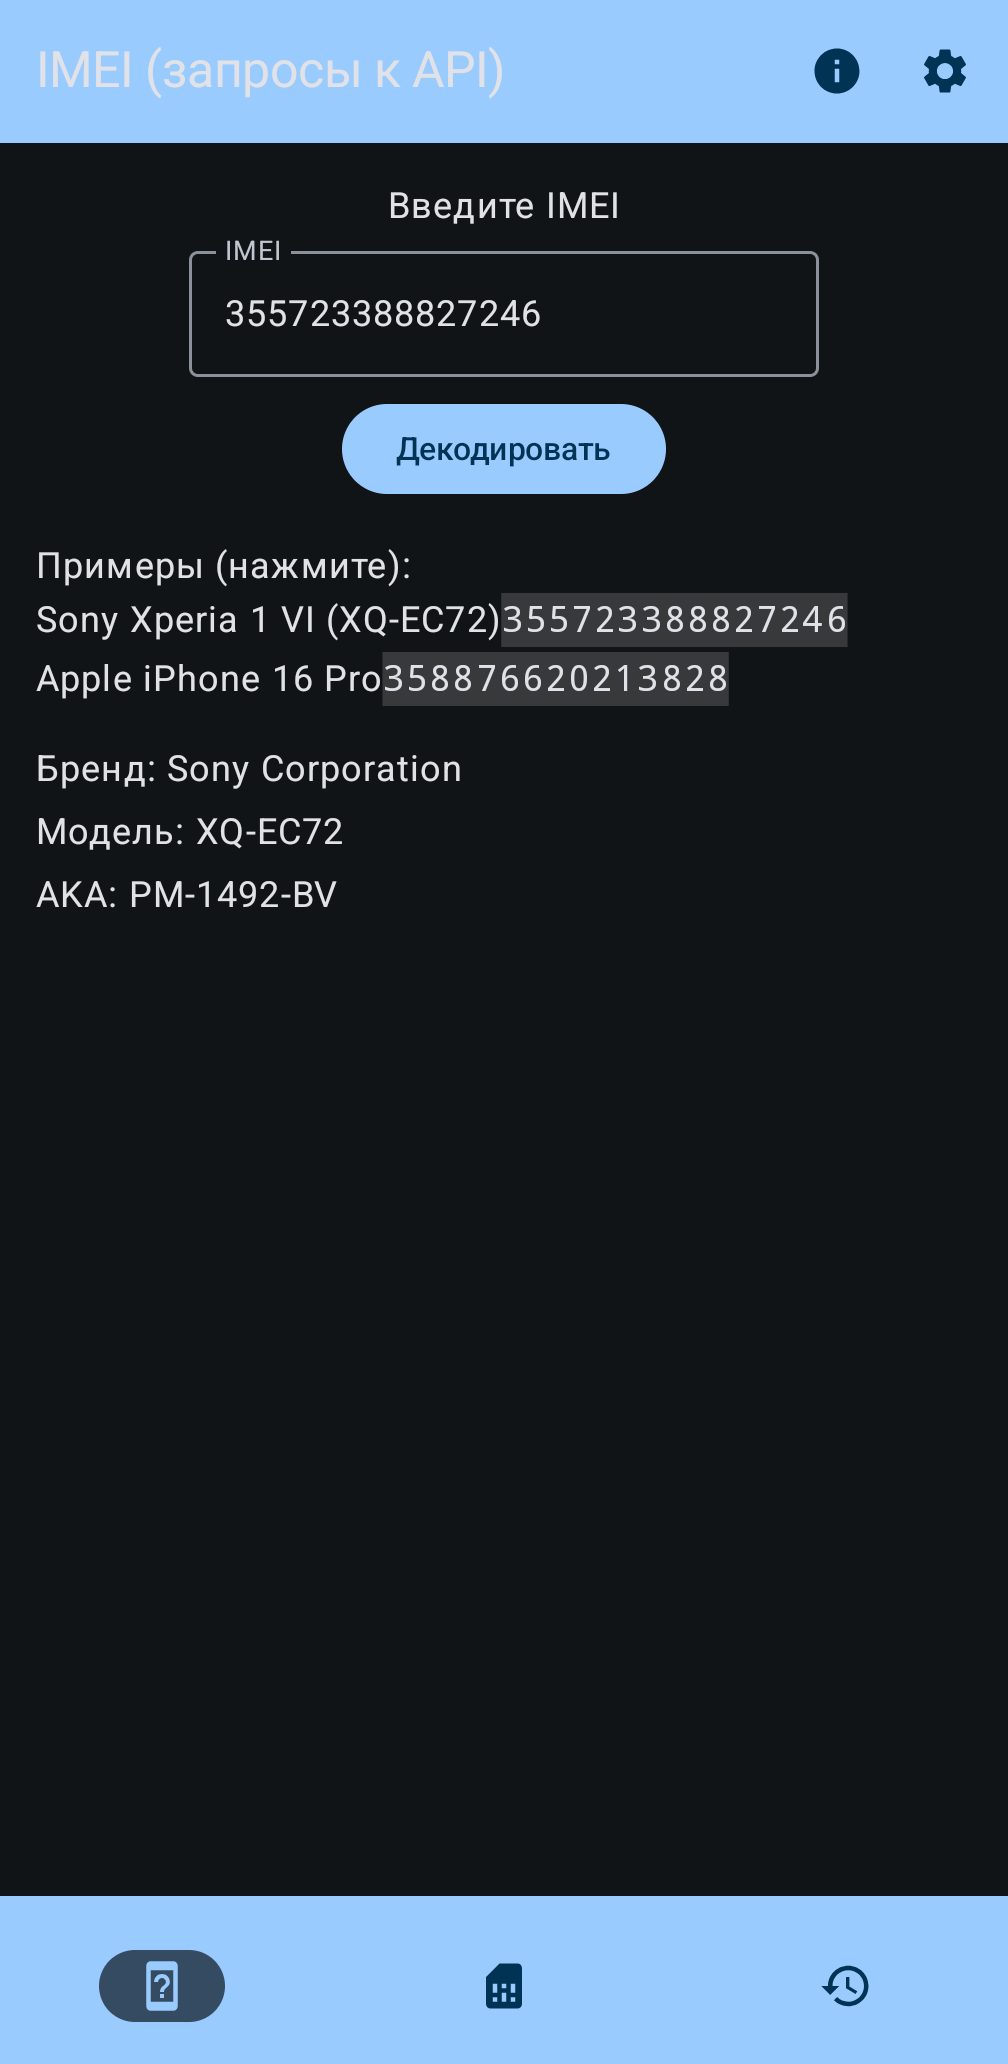 IMEI (запросы к API)
Введите IMEI
IMEI
355723388827246
Декодировать
Примеры (нажмите):
Sony Xperia 1 VI (XQ-EC72)355723388827246
Apple iPhone 16 Pro358876620213828
Бренд: Sony Corporation
Модель: XQ-EC72
AKA: PM-1492-BV